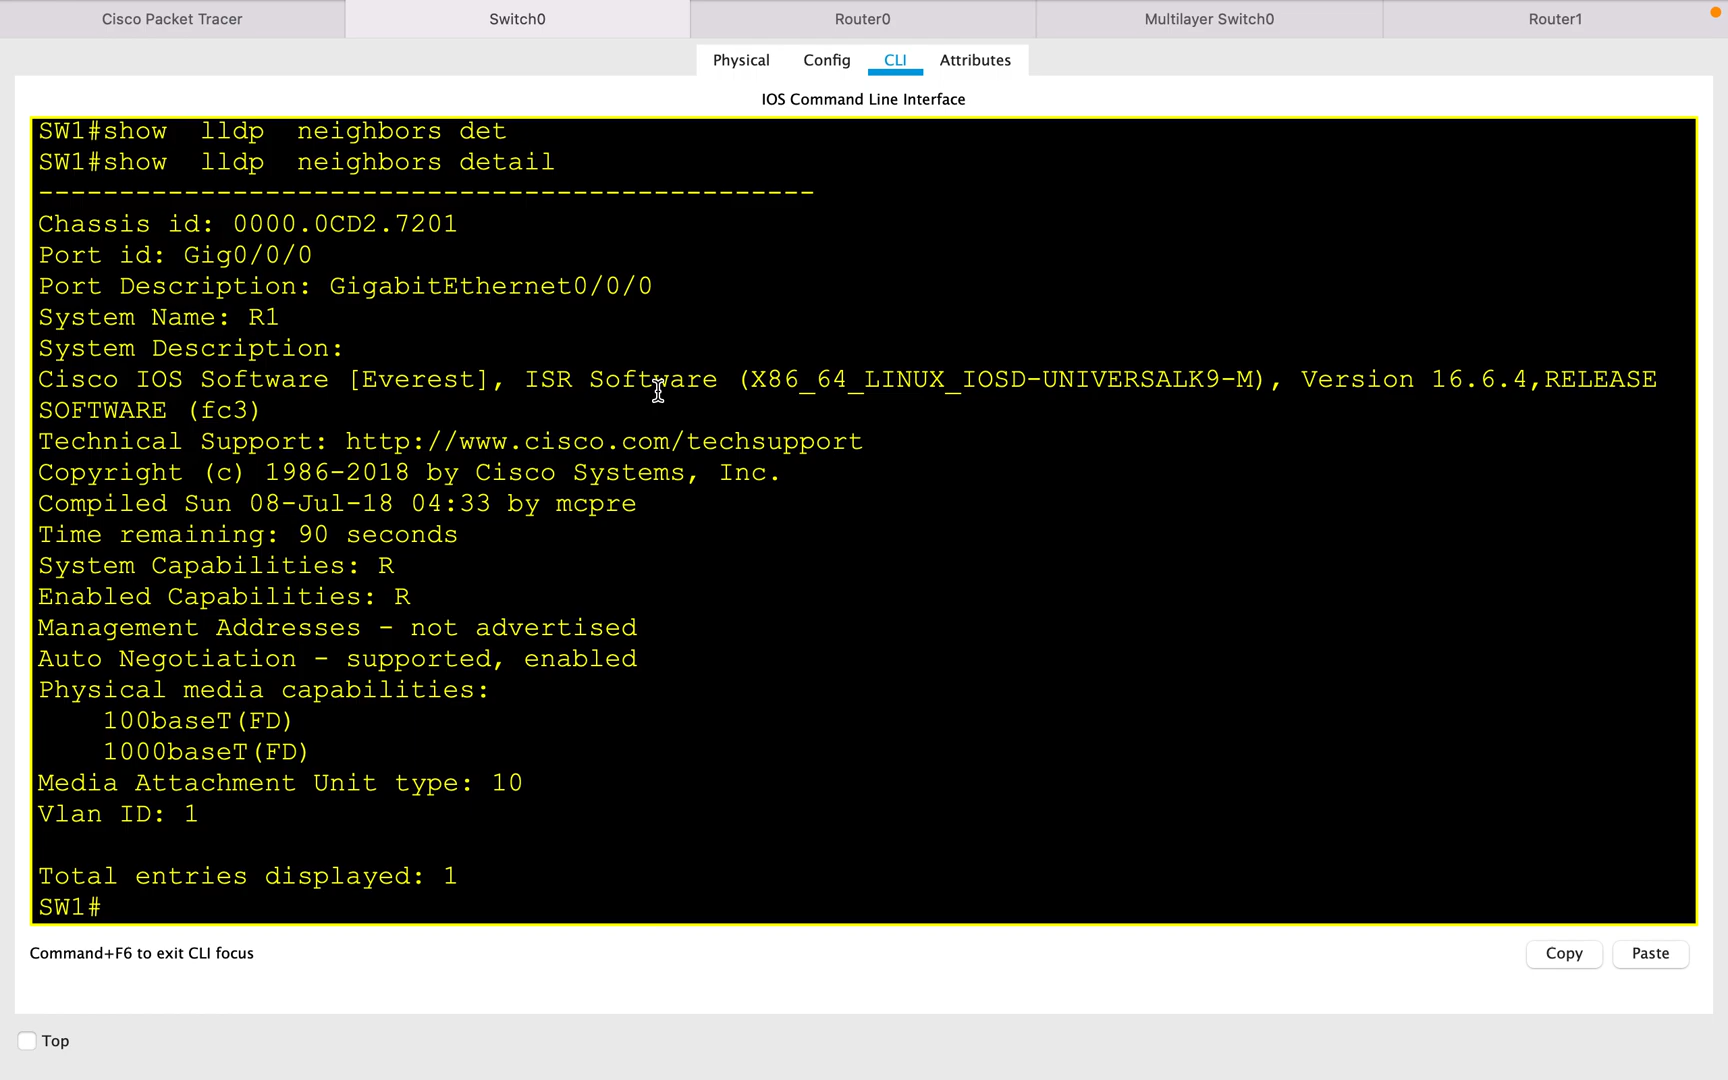 Cisco Packet Tracer
Switch0
Router0
Multilayer Switch0
Router1
Physical
Config
CLI
Attributes
IOS Command Line Interface
SW1#show  lldp  neighbors det
SW1#show  lldp  neighbors detail
------------------------------------------------
Chassis id: 0000.0CD2.7201
Port id: Gig0/0/0
Port Description: GigabitEthernet0/0/0
System Name: R1
System Description:
Cisco IOS Software [Everest], ISR Software (X86_64_LINUX_IOSD-UNIVERSALK9-M), Version 16.6.4,RELEASE
SOFTWARE (fc3)
Technical Support: http://www.cisco.com/techsupport
Copyright (c) 1986-2018 by Cisco Systems, Inc.
Compiled Sun 08-Jul-18 04:33 by mcpre
Time remaining: 90 seconds
System Capabilities: R
Enabled Capabilities: R
Management Addresses - not advertised
Auto Negotiation - supported, enabled
Physical media capabilities:
    100baseT(FD)
    1000baseT(FD)
Media Attachment Unit type: 10
Vlan ID: 1
Total entries displayed: 1
SW1#
Command+F6 to exit CLI focus
Copy
Paste
Top